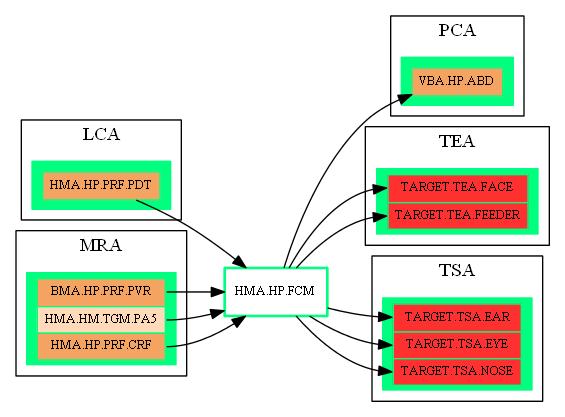 LCA
HMA.HP.PRF.PDT
MRA
BMA.HP.PRF.PVR
HMA.HM.TGM.PA5
HMA.HP.PRF.CRF
HMA.HP.FCM
PCA
VBA.HP.ABD
TEA
TARGET.TEA.FACE
TARGET.TEA.FEEDER
TSA
TARGET.TSA.EAR
TARGET.TSA.EYE
TARGET.TSA.NOSE